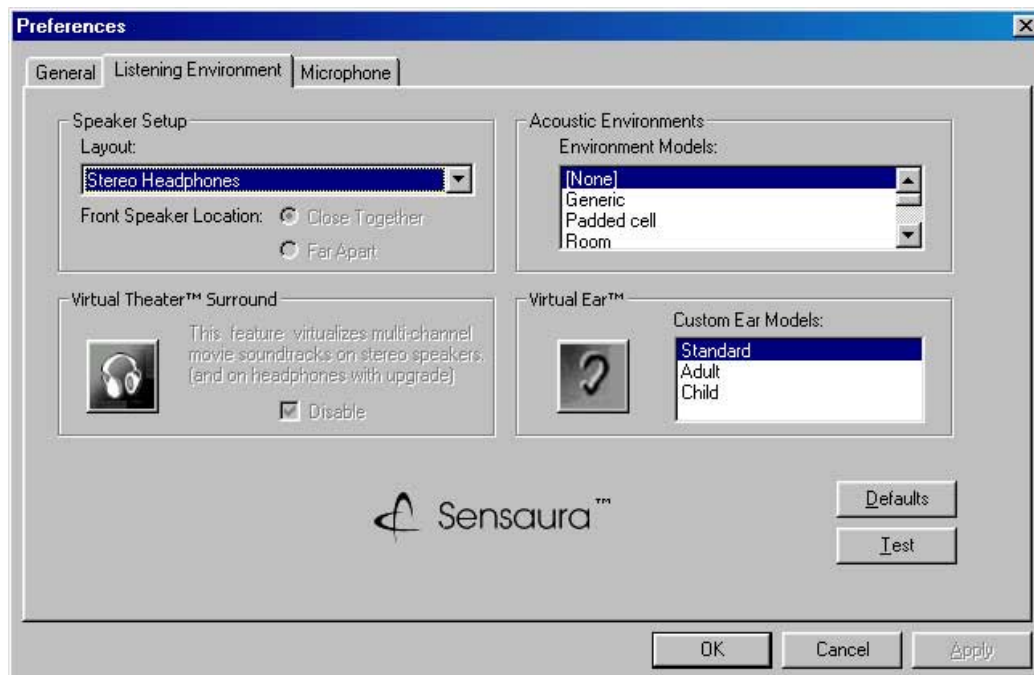 Preferences
General
Listening Environment
Microphone
Speaker Setup
Layout:
Stereo Headphones
Front Speaker Location:
Close Together
Far Apart
Acoustic Environments
Environment Models:
[None]
Generic
Padded cell
Room
Virtual Theater™ Surround
This feature virtualizes multi-channel
movie soundtracks on stereo speakers.
(and on headphones with upgrade)
Disable
Virtual Ear™
Custom Ear Models:
Standard
Adult
Child
Sensaura™
Defaults
Test
OK
Cancel
Apply